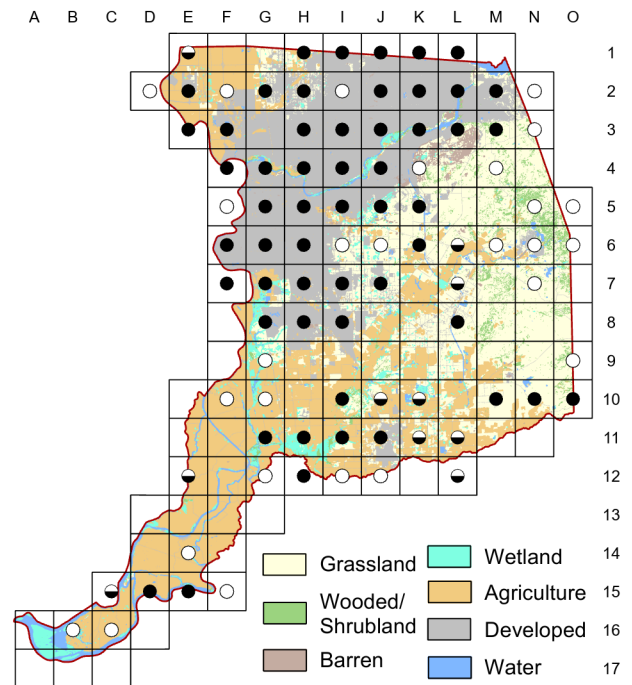 A B C D E F G H I J K L M N O
1
2
3
4
5
6
7
8
9
10
11
12
13
14
15
16
17
Grassland
Wooded/
Shrubland
Barren
Wetland
Agriculture
Developed
Water